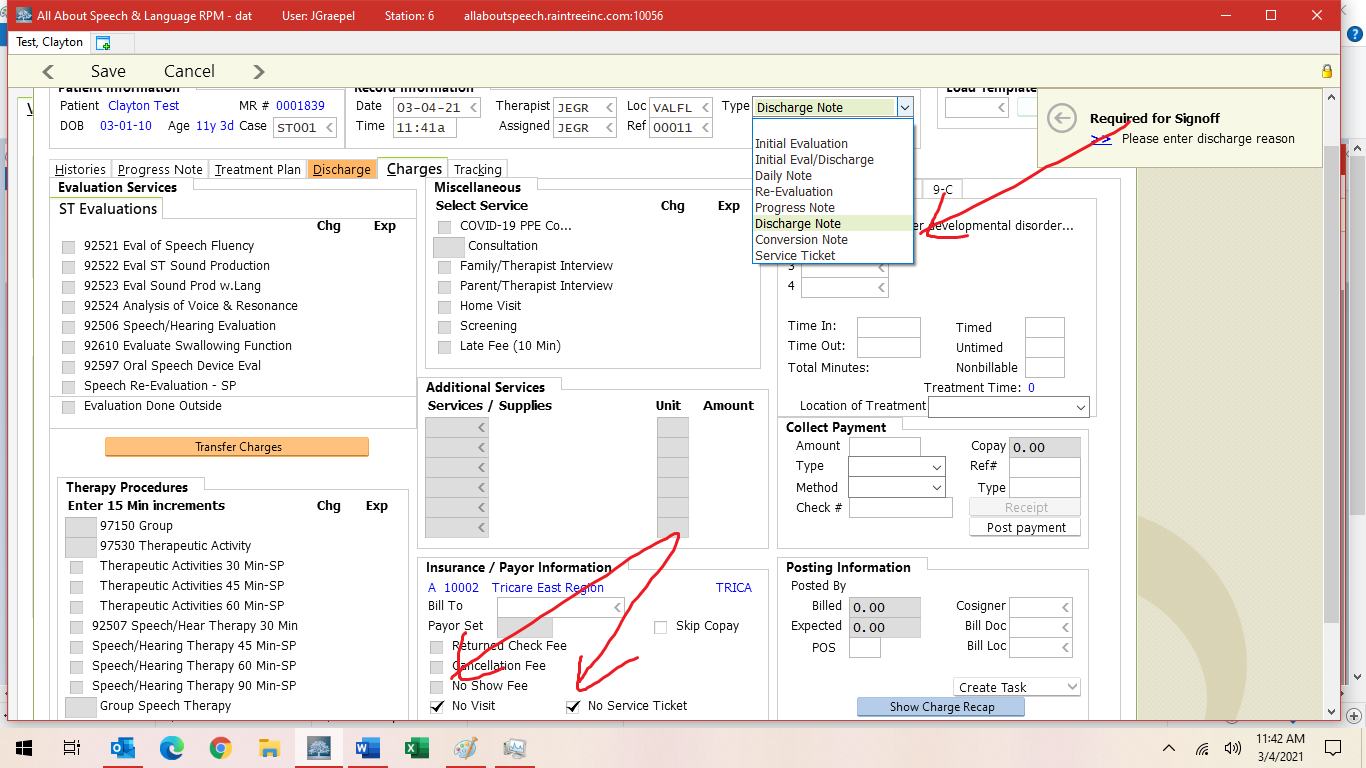 All About Speech & Language RPM - dat User: JGraepel Station: 6 allaboutspeech.raintreeinc.com:10056
Test, Clayton
Save Cancel
Patient Information Record Information Load Template
Patient Clayton Test MR # 0001839 Date 03-04-21 Therapist JEGR Loc VALFL Type Discharge Note
DOB 03-01-10 Age 11y 3d Case ST001 Time 11:41a Assigned JEGR Ref 00011
Required for Signoff
>> Please enter discharge reason
Initial Evaluation
Initial Eval/Discharge
Daily Note
Re-Evaluation
Progress Note
Discharge Note
Conversion Note
Service Ticket
Histories Progress Note Treatment Plan Discharge Charges Tracking 9-C
Evaluation Services
ST Evaluations
Chg Exp
92521 Eval of Speech Fluency
92522 Eval ST Sound Production
92523 Eval Sound Prod w.Lang
92524 Analysis of Voice & Resonance
92506 Speech/Hearing Evaluation
92610 Evaluate Swallowing Function
92597 Oral Speech Device Eval
Speech Re-Evaluation - SP
Evaluation Done Outside
Transfer Charges
Therapy Procedures
Enter 15 Min increments Chg Exp
97150 Group
97530 Therapeutic Activity
Therapeutic Activities 30 Min-SP
Therapeutic Activities 45 Min-SP
Therapeutic Activities 60 Min-SP
92507 Speech/Hear Therapy 30 Min
Speech/Hearing Therapy 45 Min-SP
Speech/Hearing Therapy 60 Min-SP
Speech/Hearing Therapy 90 Min-SP
Group Speech Therapy
Miscellaneous
Select Service Chg Exp
COVID-19 PPE Co...
Consultation
Family/Therapist Interview
Parent/Therapist Interview
Home Visit
Screening
Late Fee (10 Min)
Additional Services
Services / Supplies Unit Amount
Insurance / Payor Information
A 10002 Tricare East Region TRICA
Bill To
Payor Set Skip Copay
Returned Check Fee
Cancellation Fee
No Show Fee
No Visit No Service Ticket
developmental disorder...
3
4
Time In: Timed
Time Out: Untimed
Total Minutes: Nonbillable
Treatment Time: 0
Location of Treatment
Collect Payment
Amount Copay 0.00
Type Ref#
Method Type
Check # Receipt
Post payment
Posting Information
Posted By
Billed 0.00 Cosigner
Expected 0.00 Bill Doc
POS Bill Loc
Create Task
Show Charge Recap
11:42 AM
3/4/2021